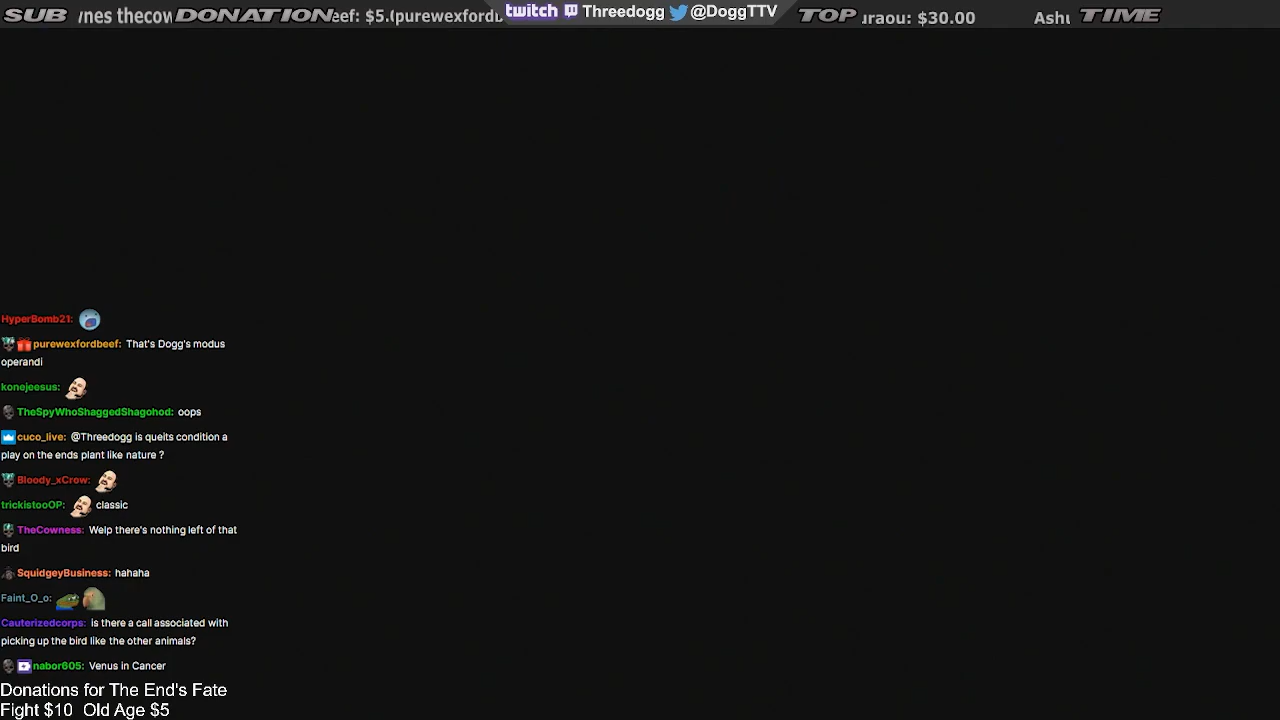 SUB vnes thecow DONATION eef: $5. (purewexfordb twitch Threedogg @DoggTTV TOP ıraou: $30.00 Ash TIME
HyperBomb21:
purewexfordbeef: That's Dogg's modus
operandi
konejeesus:
TheSpyWhoShaggedShagohod: oops
cuco_live: @Threedogg is queits condition a
play on the ends plant like nature ?
Bloody_xCrow:
trickistooOP: classic
TheCowness: Welp there's nothing left of that
bird
SquidgeyBusiness: hahaha
Faint_O_o:
Cauterizedcorps: is there a call associated with
picking up the bird like the other animals?
nabor605: Venus in Cancer
Donations for The End's Fate
Fight $10 Old Age $5